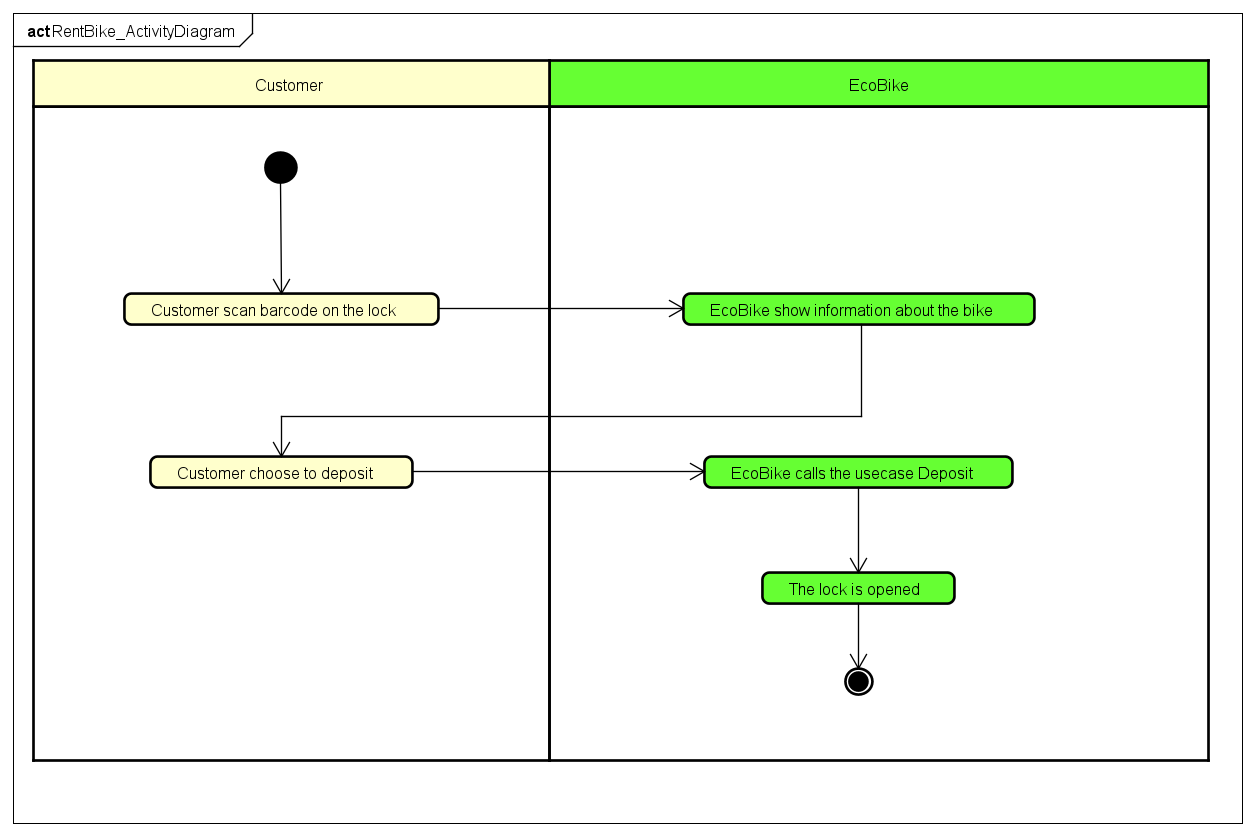 act RentBike_ActivityDiagram
Customer
EcoBike
Customer scan barcode on the lock
EcoBike show information about the bike
Customer choose to deposit
EcoBike calls the usecase Deposit
The lock is opened